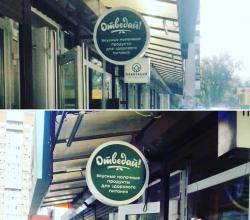 Отведай!
вкусные молочные
продукты
для здорового
питания
Отведай!
вкусные молочные
продукты
для здорового
питания